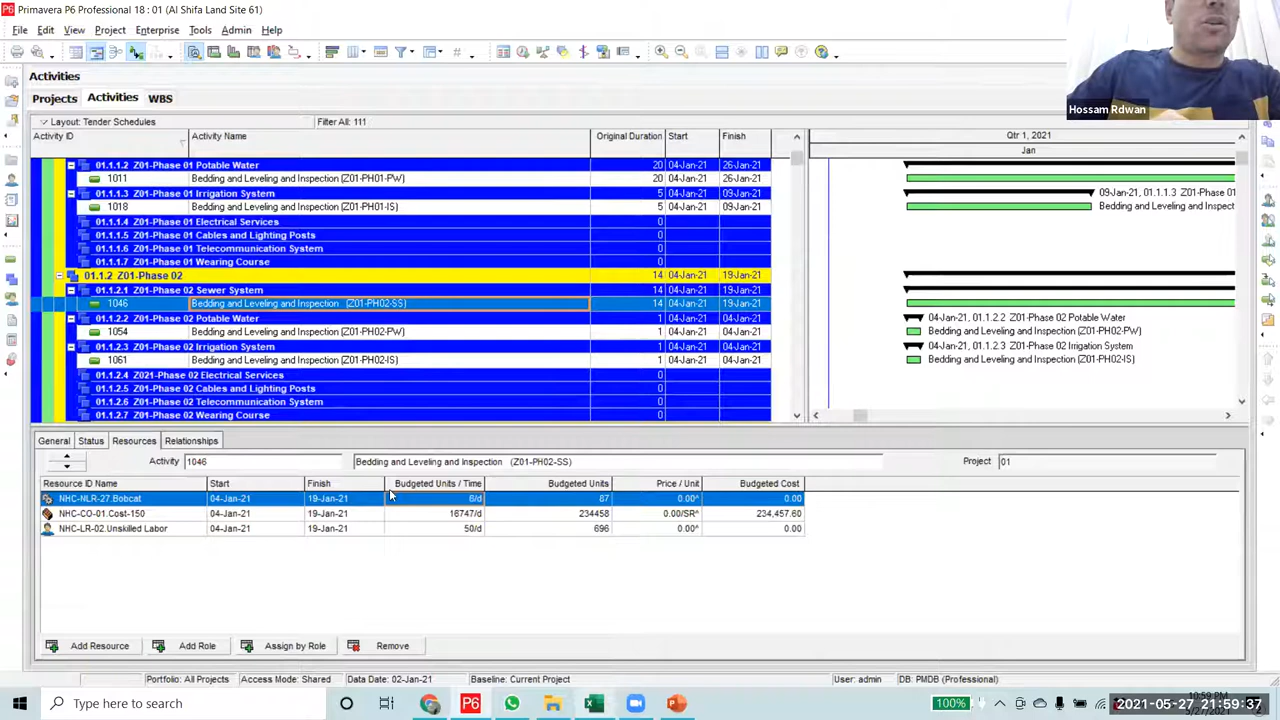 Primavera P6 Professional 18 : 01 (Al Shifa Land Site 61)
File Edit View Project Enterprise Tools Admin Help
Activities
Projects Activities WBS
Layout: Tender Schedules Filter All: 111
Activity ID Activity Name Original Duration Start Finish Qtr 1, 2021
Jan
01.1.1.2 Z01-Phase 01 Potable Water 20 04-Jan-21 26-Jan-21
1011 Bedding and Leveling and Inspection (Z01-PH01-PW) 20 04-Jan-21 26-Jan-21
01.1.1.3 Z01-Phase 01 Irrigation System 5 04-Jan-21 09-Jan-21 09-Jan-21, 01.1.1.3 Z01-Phase 01
1018 Bedding and Leveling and Inspection (Z01-PH01-IS) 5 04-Jan-21 09-Jan-21 Bedding and Leveling and Inspect
01.1.1.4 Z01-Phase 01 Electrical Services 0
01.1.1.5 Z01-Phase 01 Cables and Lighting Posts 0
01.1.1.6 Z01-Phase 01 Telecommunication System 0
01.1.1.7 Z01-Phase 01 Wearing Course 0
01.1.2 Z01-Phase 02 14 04-Jan-21 19-Jan-21
01.1.2.1 Z01-Phase 02 Sewer System 14 04-Jan-21 19-Jan-21
1046 Bedding and Leveling and Inspection (Z01-PH02-SS) 14 04-Jan-21 19-Jan-21
01.1.2.2 Z01-Phase 02 Potable Water 1 04-Jan-21 04-Jan-21 04-Jan-21, 01.1.2.2 Z01-Phase 02 Potable Water
1054 Bedding and Leveling and Inspection (Z01-PH02-PW) 1 04-Jan-21 04-Jan-21 Bedding and Leveling and Inspection (Z01-PH02-PW)
01.1.2.3 Z01-Phase 02 Irrigation System 1 04-Jan-21 04-Jan-21 04-Jan-21, 01.1.2.3 Z01-Phase 02 Irrigation System
1061 Bedding and Leveling and Inspection (Z01-PH02-IS) 1 04-Jan-21 04-Jan-21 Bedding and Leveling and Inspection (Z01-PH02-IS)
01.1.2.4 Z021-Phase 02 Electrical Services 0
01.1.2.5 Z01-Phase 02 Cables and Lighting Posts 0
01.1.2.6 Z01-Phase 02 Telecommunication System 0
01.1.2.7 Z01-Phase 02 Wearing Course 0
General Status Resources Relationships
Activity 1046 Bedding and Leveling and Inspection (Z01-PH02-SS) Project 01
Resource ID Name Start Finish Budgeted Units / Time Budgeted Units Price / Unit Budgeted Cost
NHC-NLR-27.Bobcat 04-Jan-21 19-Jan-21 6/d 87 0.00^ 0.00
NHC-CO-01.Cost-150 04-Jan-21 19-Jan-21 16747/d 234458 0.00/SR^ 234,457.60
NHC-LR-02.Unskilled Labor 04-Jan-21 19-Jan-21 50/d 696 0.00^ 0.00
Add Resource Add Role Assign by Role Remove
Portfolio: All Projects Access Mode: Shared Data Date: 02-Jan-21 Baseline: Current Project User: admin DB: PMDB (Professional)
Type here to search 100% 2021-05-27 21:59:37
Hossam Rdwan